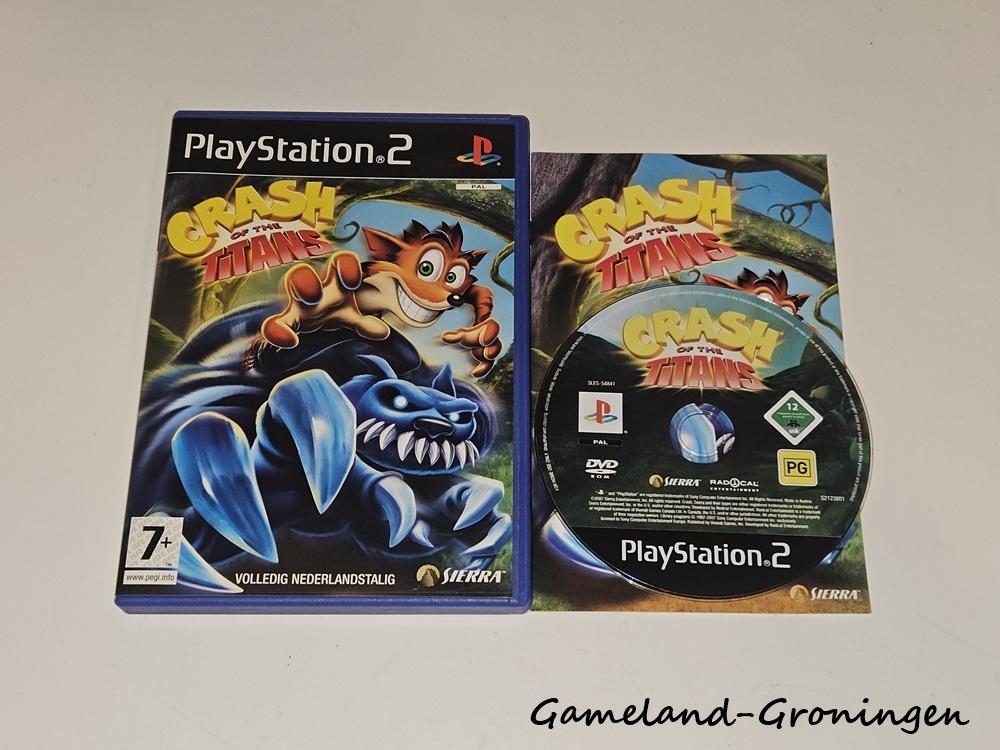 PlayStation®2
PAL
CRASH
OF THE
TITANS
7+
www.pegi.info
VOLLEDIG NEDERLANDSTALIG
SIERRA
CRASH
OF THE
TITANS
CRASH
OF THE
TITANS
SLES-54841
PAL
12
DVD
ROM
SIERRA
RADICAL
ENTERTAINMENT
PG
S2123801
PlayStation®2
SIERRA
Gameland-Groningen